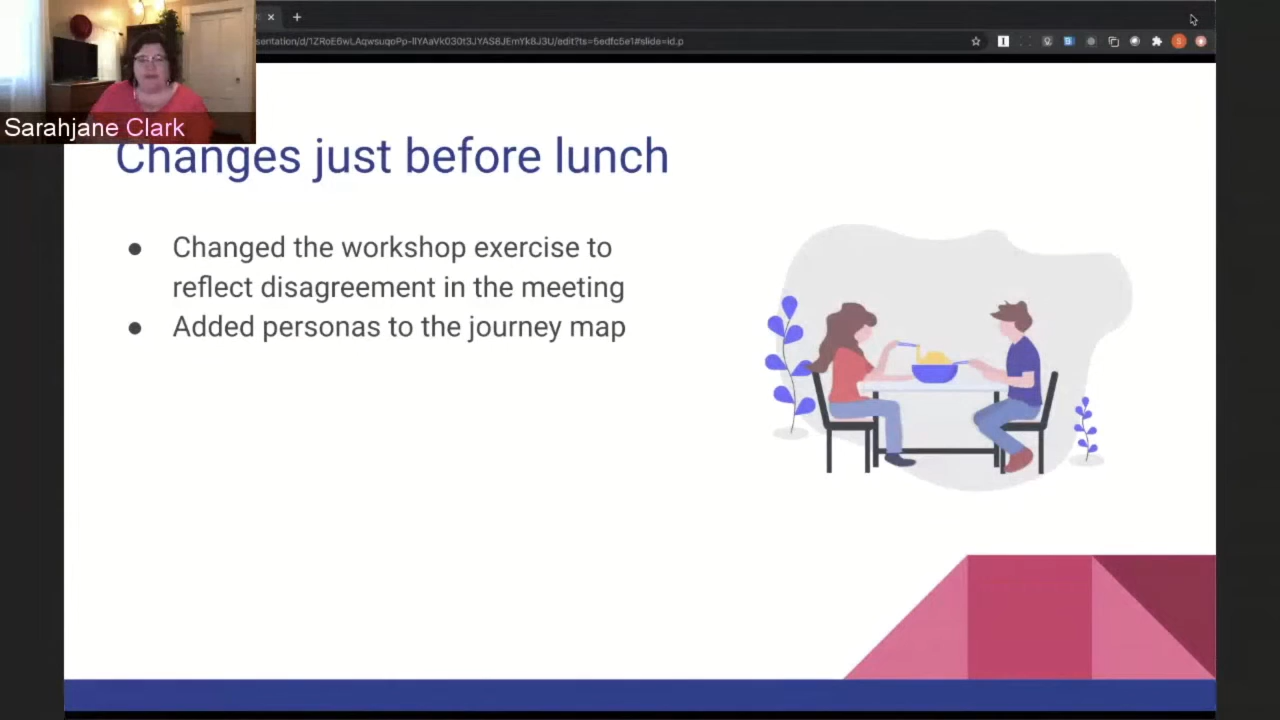 Sarahjane Clark
Changes just before lunch
● Changed the workshop exercise to
reflect disagreement in the meeting
● Added personas to the journey map